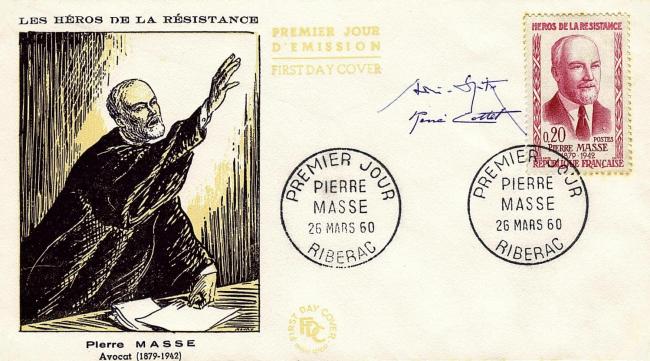 LES HÉROS DE LA RÉSISTANCE
PREMIER JOUR
D'EMISSION
FIRST DAY COVER
HEROS DE LA RESISTANCE
0,20
POSTES
PIERRE MASSE
1879-1942
REPUBLIQUE FRANÇAISE
René Cottet
PREMIER JOUR
PIERRE
MASSE
26 MARS 60
RIBERAC
PREMIER JOUR
PIERRE
MASSE
26 MARS 60
RIBERAC
FIRST DAY COVER
FDC
Pierre MASSE
Avocat (1879-1942)